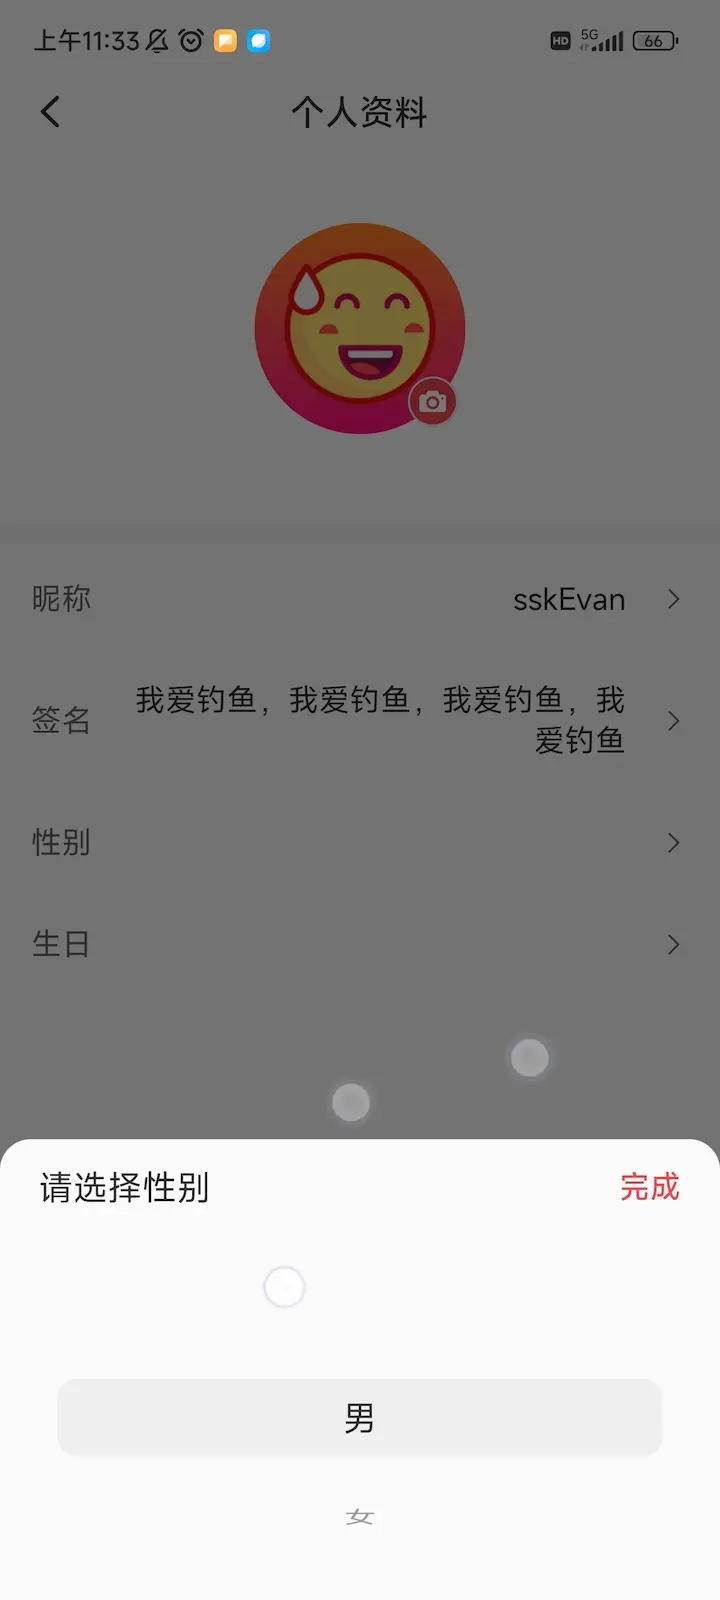 上午11:33
HD 5G 66
个人资料
昵称 sskEvan
签名 我爱钓鱼，我爱钓鱼，我爱钓鱼，我
爱钓鱼
性别
生日
请选择性别 完成
男
女